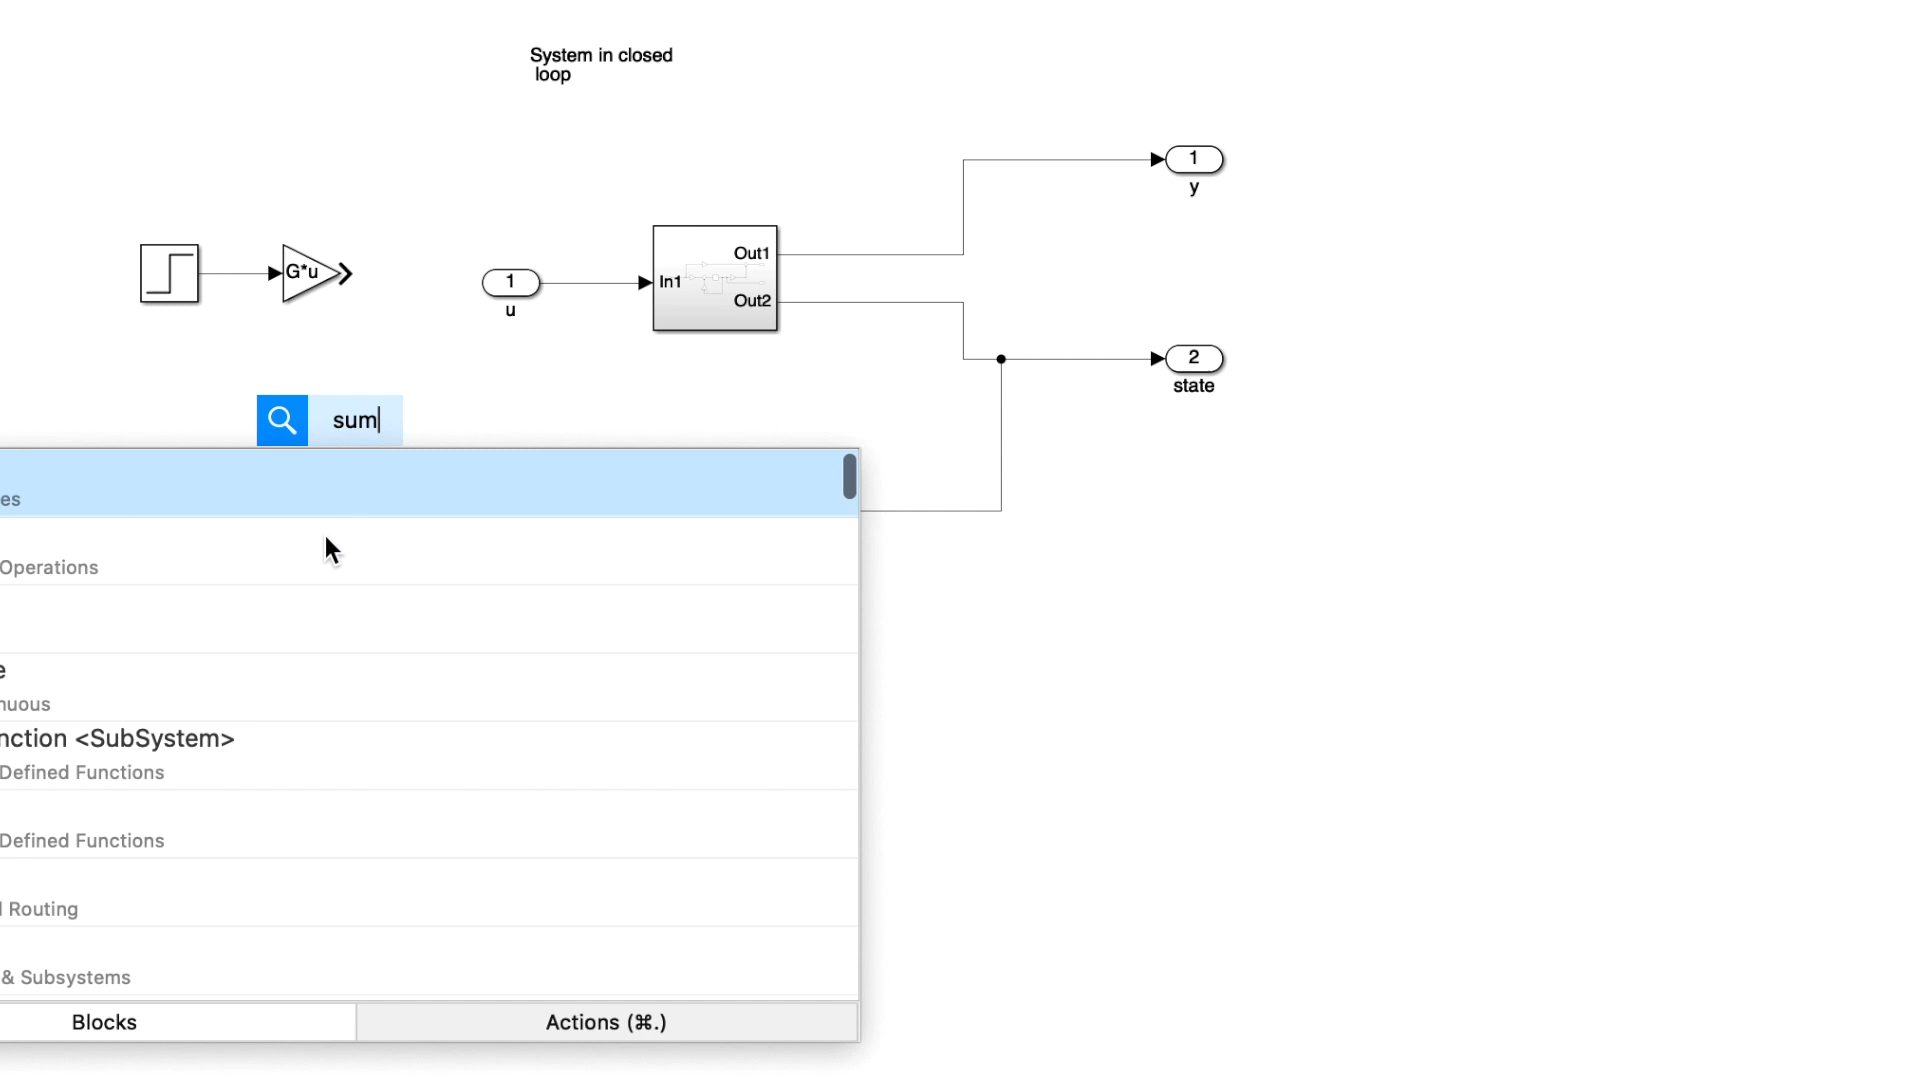 System in closed
loop
1
y
G*u
Out1
In1
Out2
1
u
2
state
sum
es
Operations
e
nuous
nction <SubSystem>
Defined Functions
Defined Functions
l Routing
& Subsystems
Blocks
Actions (⌘.)